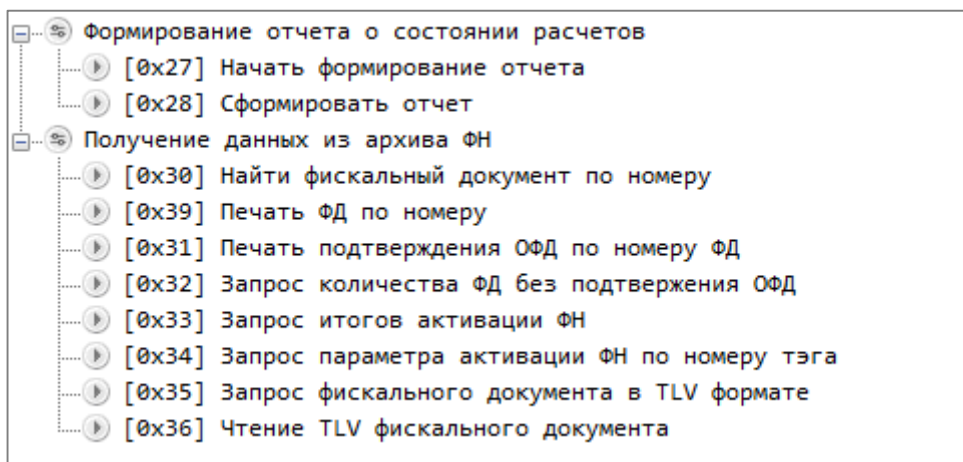 Формирование отчета о состоянии расчетов
[0x27] Начать формирование отчета
[0x28] Сформировать отчет
Получение данных из архива ФН
[0x30] Найти фискальный документ по номеру
[0x39] Печать ФД по номеру
[0x31] Печать подтверждения ОФД по номеру ФД
[0x32] Запрос количества ФД без подтвержения ОФД
[0x33] Запрос итогов активации ФН
[0x34] Запрос параметра активации ФН по номеру тэга
[0x35] Запрос фискального документа в TLV формате
[0x36] Чтение TLV фискального документа